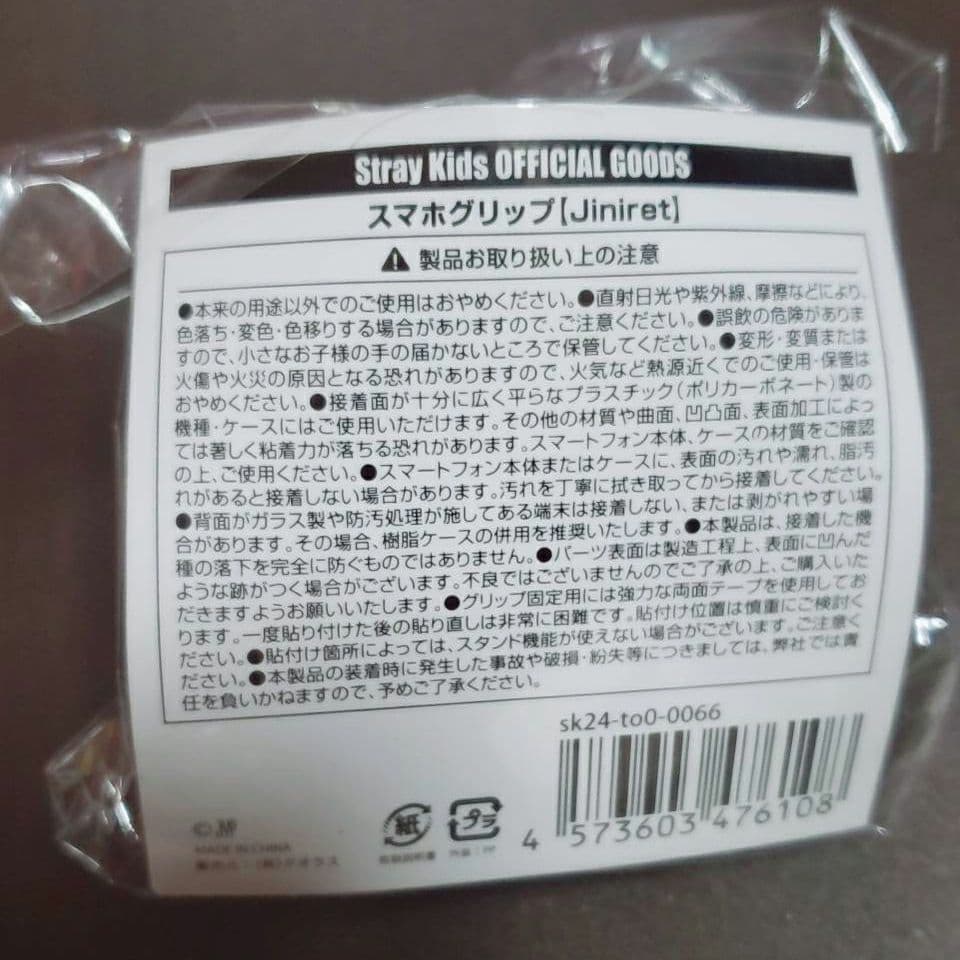 Stray Kids OFFICIAL GOODS
スマホグリップ【Jiniret】
製品お取り扱い上の注意
●本来の用途以外でのご使用はおやめください。●直射日光や紫外線、摩擦などにより、
色落ち・変色・色移りする場合がありますので、ご注意ください。●誤飲の危険がありま
すので、小さなお子様の手の届かないところで保管してください。●変形・変質または
火傷や火災の原因となる恐れがありますので、火気など熱源近くでのご使用・保管は
おやめください。●接着面が十分に広く平らなプラスチック（ポリカーボネート）製の
機種・ケースにはご使用いただけます。その他の材質や曲面、凹凸面、表面加工によっ
ては著しく粘着力が落ちる恐れがあります。スマートフォン本体、ケースの材質をご確認
の上、ご使用ください。●スマートフォン本体またはケースに、表面の汚れや濡れ、脂汚
れがあると接着しない場合があります。汚れを丁寧に拭き取ってから接着してください。
●背面がガラス製や防汚処理が施してある端末は接着しない、または剥がれやすい場
合があります。その場合、樹脂ケースの併用を推奨いたします。●本製品は、接着した機
種の落下を完全に防ぐものではありません。●パーツ表面は製造工程上、表面に凹んだ
ような跡がつく場合がございます。不良ではございませんのでご了承の上、ご購入いた
だきますようお願いいたします。●グリップ固定用には強力な両面テープを使用してお
ります。一度貼り付けた後の貼り直しは非常に困難です。貼付け位置は慎重にご検討く
ださい。●貼付け箇所によっては、スタンド機能が使えない場合がございます。ご注意く
ださい。●本製品の装着時に発生した事故や破損・紛失等につきましては、弊社では責
任を負いかねますので、予めご了承ください。
sk24-to0-0066
4 573603 476108
紙
プラ
取扱説明書
外装：PP
MADE IN CHINA